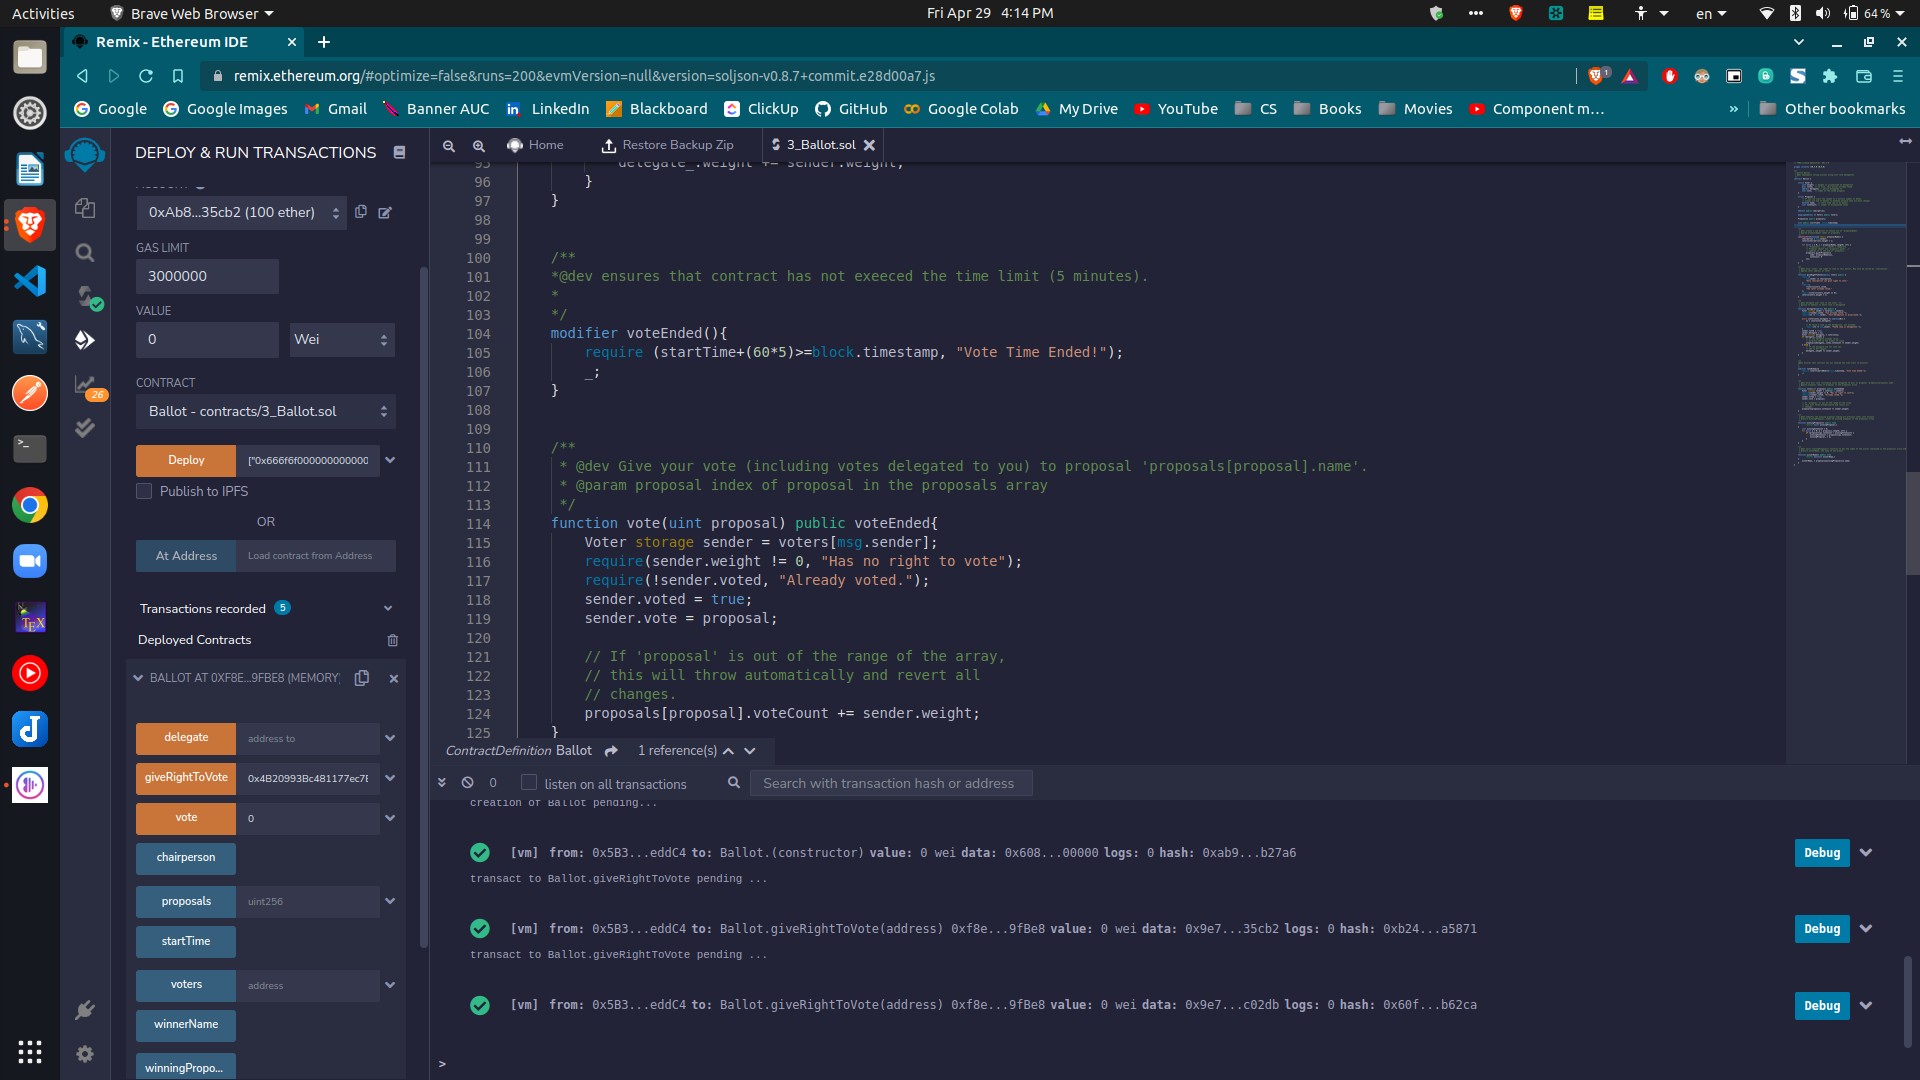 Activities
Brave Web Browser
Fri Apr 29 4:14 PM
en
64 %
Remix - Ethereum IDE
remix.ethereum.org/#optimize=false&runs=200&evmVersion=null&version=soljson-v0.8.7+commit.e28d00a7.js
1
Google
Google Images
Gmail
Banner AUC
LinkedIn
Blackboard
ClickUp
GitHub
Google Colab
My Drive
YouTube
CS
Books
Movies
Component m...
»
Other bookmarks
DEPLOY & RUN TRANSACTIONS
0xAb8...35cb2 (100 ether)
GAS LIMIT
3000000
VALUE
0
Wei
CONTRACT
Ballot - contracts/3_Ballot.sol
Deploy
["0x666f6f000000000000
Publish to IPFS
OR
At Address
Load contract from Address
Transactions recorded 5
Deployed Contracts
BALLOT AT 0XF8E...9FBE8 (MEMORY)
delegate
address to
giveRightToVote
0x4B20993Bc481177ec7E
vote
0
chairperson
proposals
uint256
startTime
voters
address
winnerName
winningPropo...
26
Home
Restore Backup Zip
3_Ballot.sol
95 delegate_.weight += sender.weight;
96 }
97 }
98
99
100 /**
101 *@dev ensures that contract has not exeeced the time limit (5 minutes).
102 *
103 */
104 modifier voteEnded(){
105 require (startTime+(60*5)>=block.timestamp, "Vote Time Ended!");
106 _;
107 }
108
109
110 /**
111 * @dev Give your vote (including votes delegated to you) to proposal 'proposals[proposal].name'.
112 * @param proposal index of proposal in the proposals array
113 */
114 function vote(uint proposal) public voteEnded{
115 Voter storage sender = voters[msg.sender];
116 require(sender.weight != 0, "Has no right to vote");
117 require(!sender.voted, "Already voted.");
118 sender.voted = true;
119 sender.vote = proposal;
120
121 // If 'proposal' is out of the range of the array,
122 // this will throw automatically and revert all
123 // changes.
124 proposals[proposal].voteCount += sender.weight;
125 }
ContractDefinition Ballot
1 reference(s)
0
listen on all transactions
Search with transaction hash or address
creation of Ballot pending...
[vm] from: 0x5B3...eddC4 to: Ballot.(constructor) value: 0 wei data: 0x608...00000 logs: 0 hash: 0xab9...b27a6
Debug
transact to Ballot.giveRightToVote pending ...
[vm] from: 0x5B3...eddC4 to: Ballot.giveRightToVote(address) 0xf8e...9fBe8 value: 0 wei data: 0x9e7...35cb2 logs: 0 hash: 0xb24...a5871
Debug
transact to Ballot.giveRightToVote pending ...
[vm] from: 0x5B3...eddC4 to: Ballot.giveRightToVote(address) 0xf8e...9fBe8 value: 0 wei data: 0x9e7...c02db logs: 0 hash: 0x60f...b62ca
Debug
>